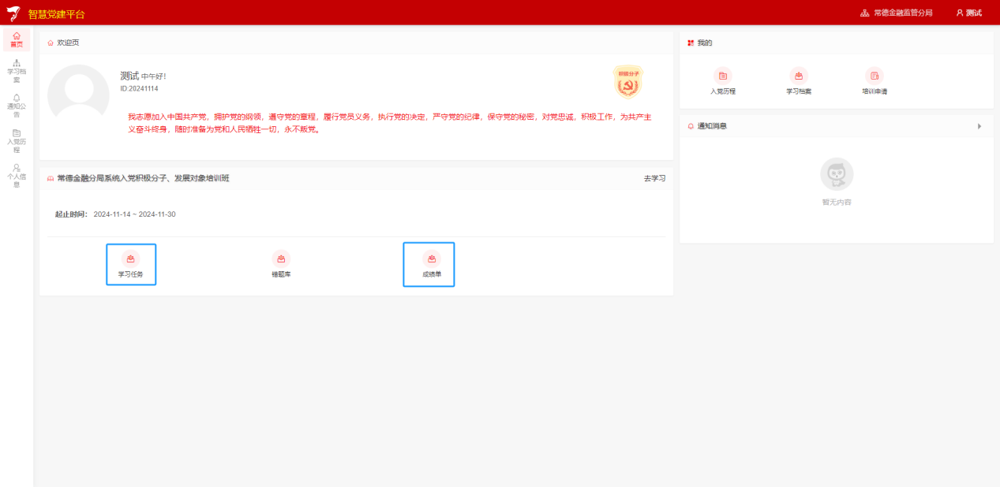 智慧党建平台
常德金融监管分局
测试
首页
学习档
案
通知公
告
入党历
程
个人信
息
欢迎页
测试 中午好！
ID:20241114
积极分子
我志愿加入中国共产党，拥护党的纲领，遵守党的章程，履行党员义务，执行党的决定，严守党的纪律，保守党的秘密，对党忠诚，积极工作，为共产主
义奋斗终身，随时准备为党和人民牺牲一切，永不叛党。
常德金融分局系统入党积极分子、发展对象培训班
去学习
起止时间： 2024-11-14 ~ 2024-11-30
学习任务
错题库
成绩单
我的
入党历程
学习档案
培训申请
通知消息
暂无内容